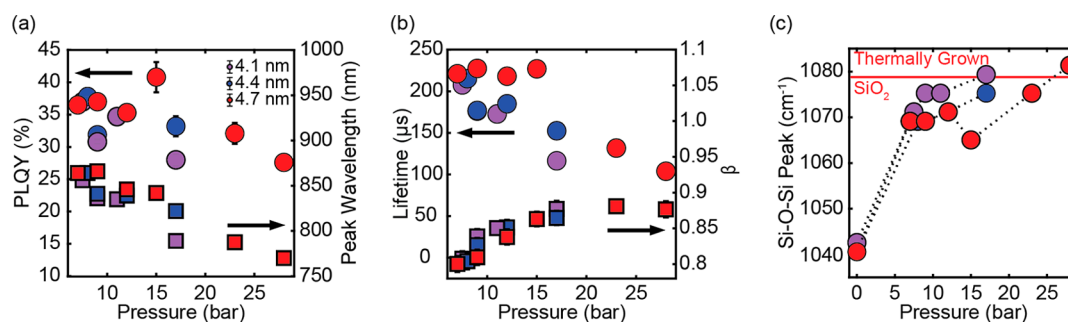 (a)
PLQY (%)
45
40
35
30
25
20
15
10
1000
950
900
850
800
750
Peak Wavelength (nm)
4.1 nm
4.4 nm
4.7 nm
10 15 20 25
Pressure (bar)
(b)
Lifetime (µs)
250
200
150
100
50
0
1.1
1.05
1
0.95
0.9
0.85
0.8
β
10 15 20 25
Pressure (bar)
(c)
Si-O-Si Peak (cm⁻¹)
1080
1070
1060
1050
1040
Thermally Grown
SiO₂
0 5 10 15 20 25
Pressure (bar)